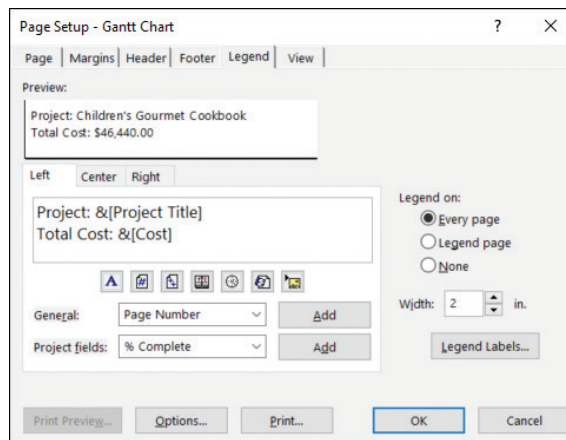 Page Setup - Gantt Chart ? X
Page Margins Header Footer Legend View
Preview:
Project: Children's Gourmet Cookbook
Total Cost: $46,440.00
Left Center Right
Project: &[Project Title]
Total Cost: &[Cost]
Legend on:
Every page
Legend page
None
Width: 2 in.
General: Page Number Add
Project fields: % Complete Add
Legend Labels...
Print Preview... Options... Print... OK Cancel